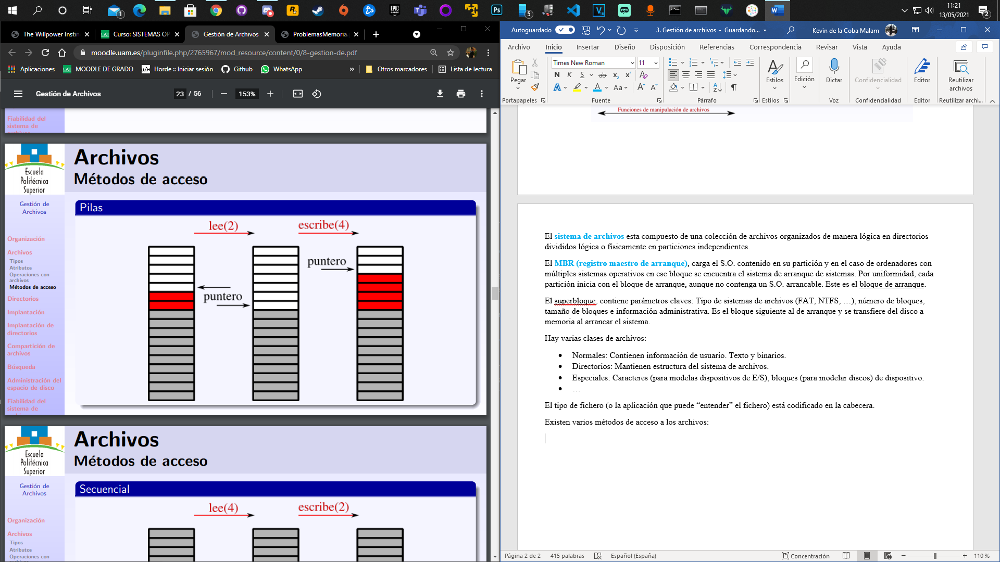 1
5
11:21
13/05/2021
2
The Willpower Instin
Curso: SISTEMAS OP
Gestión de Archivos
ProblemasMemoria.
moodle.uam.es/pluginfile.php/2765967/mod_resource/content/0/8-gestion-de.pdf
Aplicaciones
MOODLE DE GRADO
Horde :: Iniciar sesión
Github
WhatsApp
»
Otros marcadores
Lista de lectura
Gestión de Archivos
23 / 56
153%
Fiabilidad del
sistema de
Escuela
Politécnica
Superior
Gestión de
Archivos
Organización
Archivos
Tipos
Atributos
Operaciones con
archivos
Métodos de acceso
Directorios
Implantación
Implantación de
directorios
Compartición de
archivos
Búsqueda
Administración del
espacio de disco
Fiabilidad del
sistema de
Archivos
Métodos de acceso
Pilas
lee(2)
escribe(4)
puntero
puntero
Escuela
Politécnica
Superior
Gestión de
Archivos
Organización
Archivos
Tipos
Atributos
Operaciones con
Archivos
Métodos de acceso
Secuencial
lee(4)
escribe(2)
Autoguardado
3. Gestión de archivos - Guardando...
Kevin de la Coba Malam
Archivo
Inicio
Insertar
Diseño
Disposición
Referencias
Correspondencia
Revisar
Vista
Ayuda
Pegar
Times New Roman
11
N K S ab x₂ x²
A A Aa A A
Estilos
Edición
Dictar
Confidencialidad
Editor
Reutilizar
archivos
Portapapeles
Fuente
Párrafo
Estilos
Voz
Confidencialidad
Editor
Reutilizar archi...
Funciones de manipulación de archivos
El sistema de archivos esta compuesto de una colección de archivos organizados de manera lógica en directorios
divididos lógica o físicamente en particiones independientes.
El MBR (registro maestro de arranque), carga el S.O. contenido en su partición y en el caso de ordenadores con
múltiples sistemas operativos en ese bloque se encuentra el sistema de arranque de sistemas. Por uniformidad, cada
partición inicia con el bloque de arranque, aunque no contenga un S.O. arrancable. Este es el bloque de arranque.
El superbloque, contiene parámetros claves: Tipo de sistemas de archivos (FAT, NTFS, …), número de bloques,
tamaño de bloques e información administrativa. Es el bloque siguiente al de arranque y se transfiere del disco a
memoria al arrancar el sistema.
Hay varias clases de archivos:
• Normales: Contienen información de usuario. Texto y binarios.
• Directorios: Mantienen estructura del sistema de archivos.
• Especiales: Caracteres (para modelas dispositivos de E/S), bloques (para modelar discos) de dispositivo.
• …
El tipo de fichero (o la aplicación que puede “entender” el fichero) está codificado en la cabecera.
Existen varios métodos de acceso a los archivos:
Página 2 de 2
415 palabras
Español (España)
Concentración
110 %